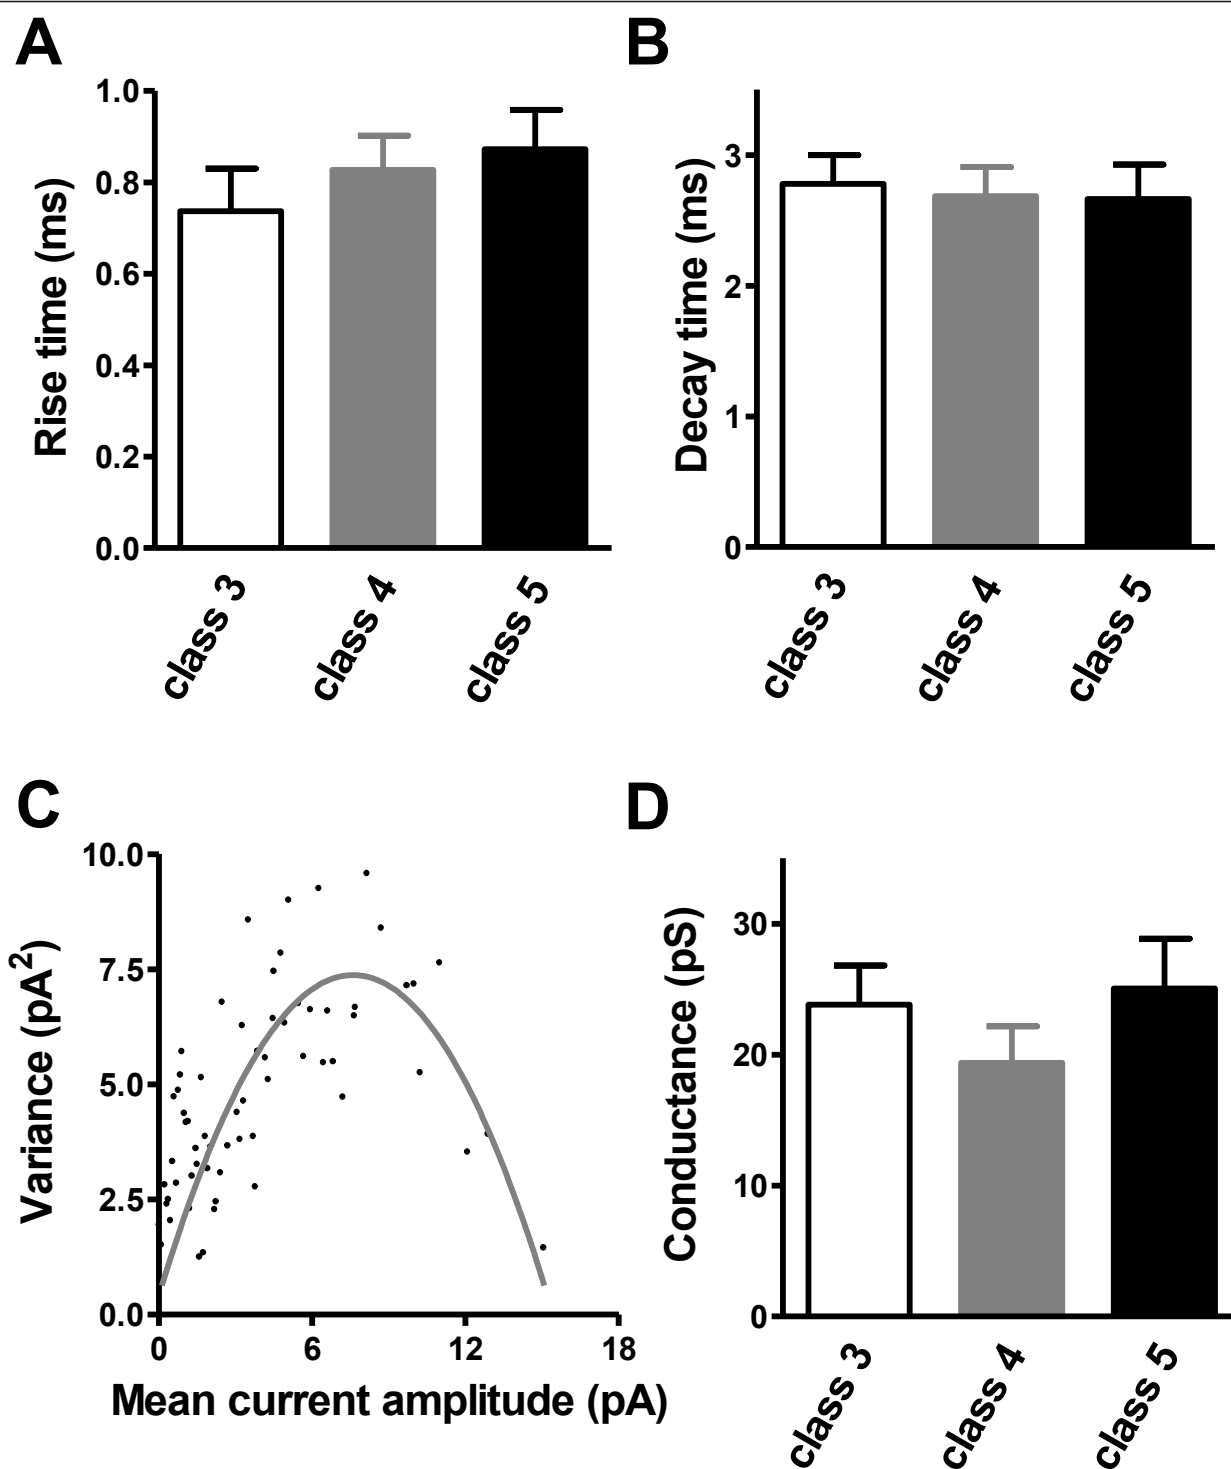 A
Rise time (ms)
1.0
0.8
0.6
0.4
0.2
0.0
class 3
class 4
class 5
B
Decay time (ms)
3
2
1
0
class 3
class 4
class 5
C
Variance (pA²)
10.0
7.5
5.0
2.5
0.0
0 6 12 18
Mean current amplitude (pA)
D
Conductance (pS)
30
20
10
0
class 3
class 4
class 5